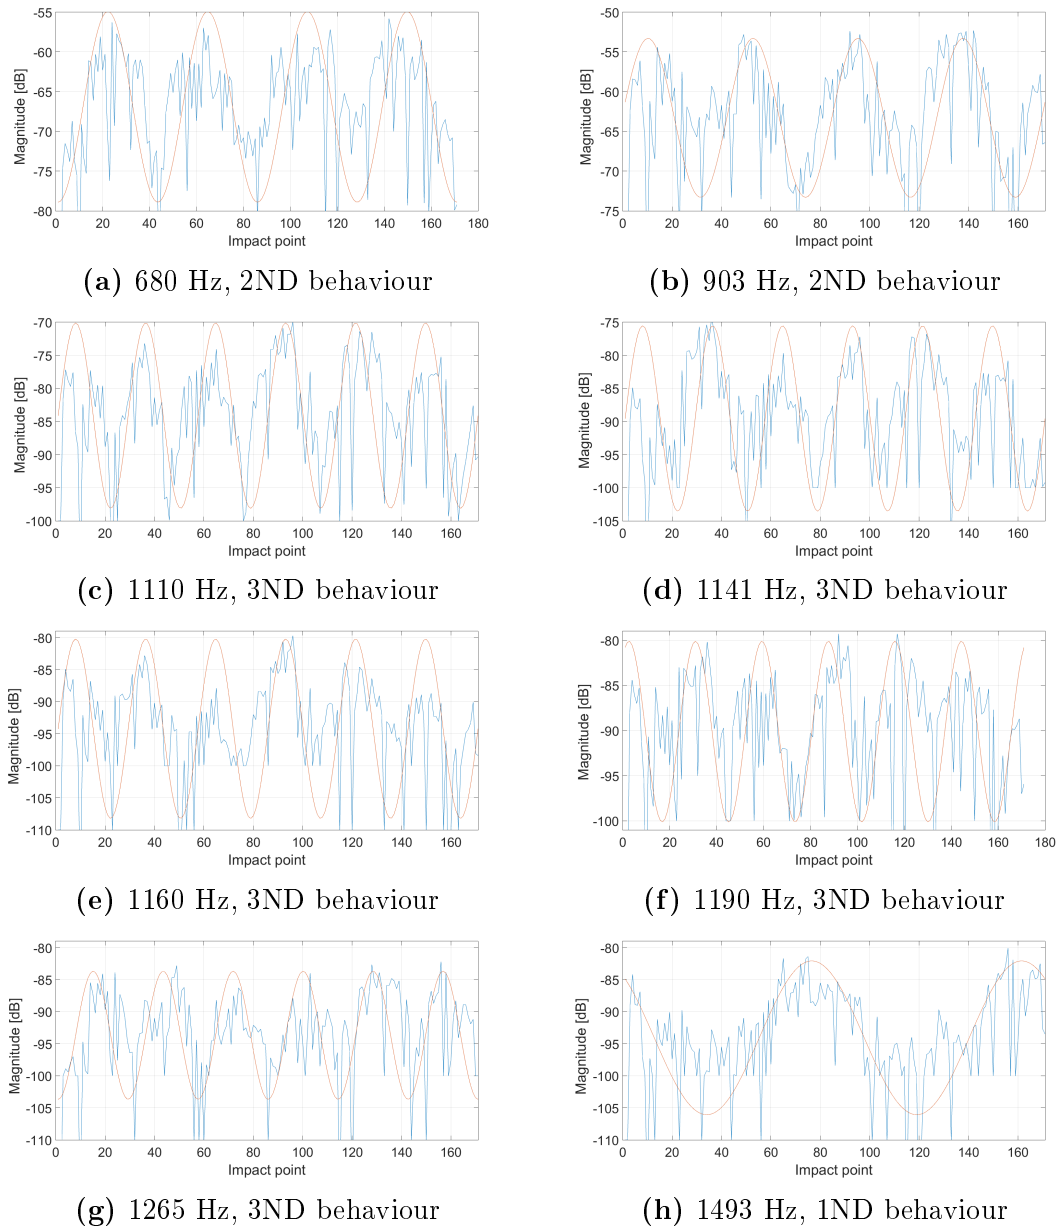 -55
-60
-65
-70
-75
-80
Magnitude [dB]
0 20 40 60 80 100 120 140 160 180
Impact point
(a) 680 Hz, 2ND behaviour
-50
-55
-60
-65
-70
-75
Magnitude [dB]
0 20 40 60 80 100 120 140 160
Impact point
(b) 903 Hz, 2ND behaviour
-70
-75
-80
-85
-90
-95
-100
Magnitude [dB]
0 20 40 60 80 100 120 140 160
Impact point
(c) 1110 Hz, 3ND behaviour
-75
-80
-85
-90
-95
-100
-105
Magnitude [dB]
0 20 40 60 80 100 120 140 160
Impact point
(d) 1141 Hz, 3ND behaviour
-80
-85
-90
-95
-100
-105
-110
Magnitude [dB]
0 20 40 60 80 100 120 140 160
Impact point
(e) 1160 Hz, 3ND behaviour
-80
-85
-90
-95
-100
Magnitude [dB]
0 20 40 60 80 100 120 140 160 180
Impact point
(f) 1190 Hz, 3ND behaviour
-80
-85
-90
-95
-100
-105
-110
Magnitude [dB]
0 20 40 60 80 100 120 140 160
Impact point
(g) 1265 Hz, 3ND behaviour
-80
-85
-90
-95
-100
-105
-110
Magnitude [dB]
0 20 40 60 80 100 120 140 160
Impact point
(h) 1493 Hz, 1ND behaviour